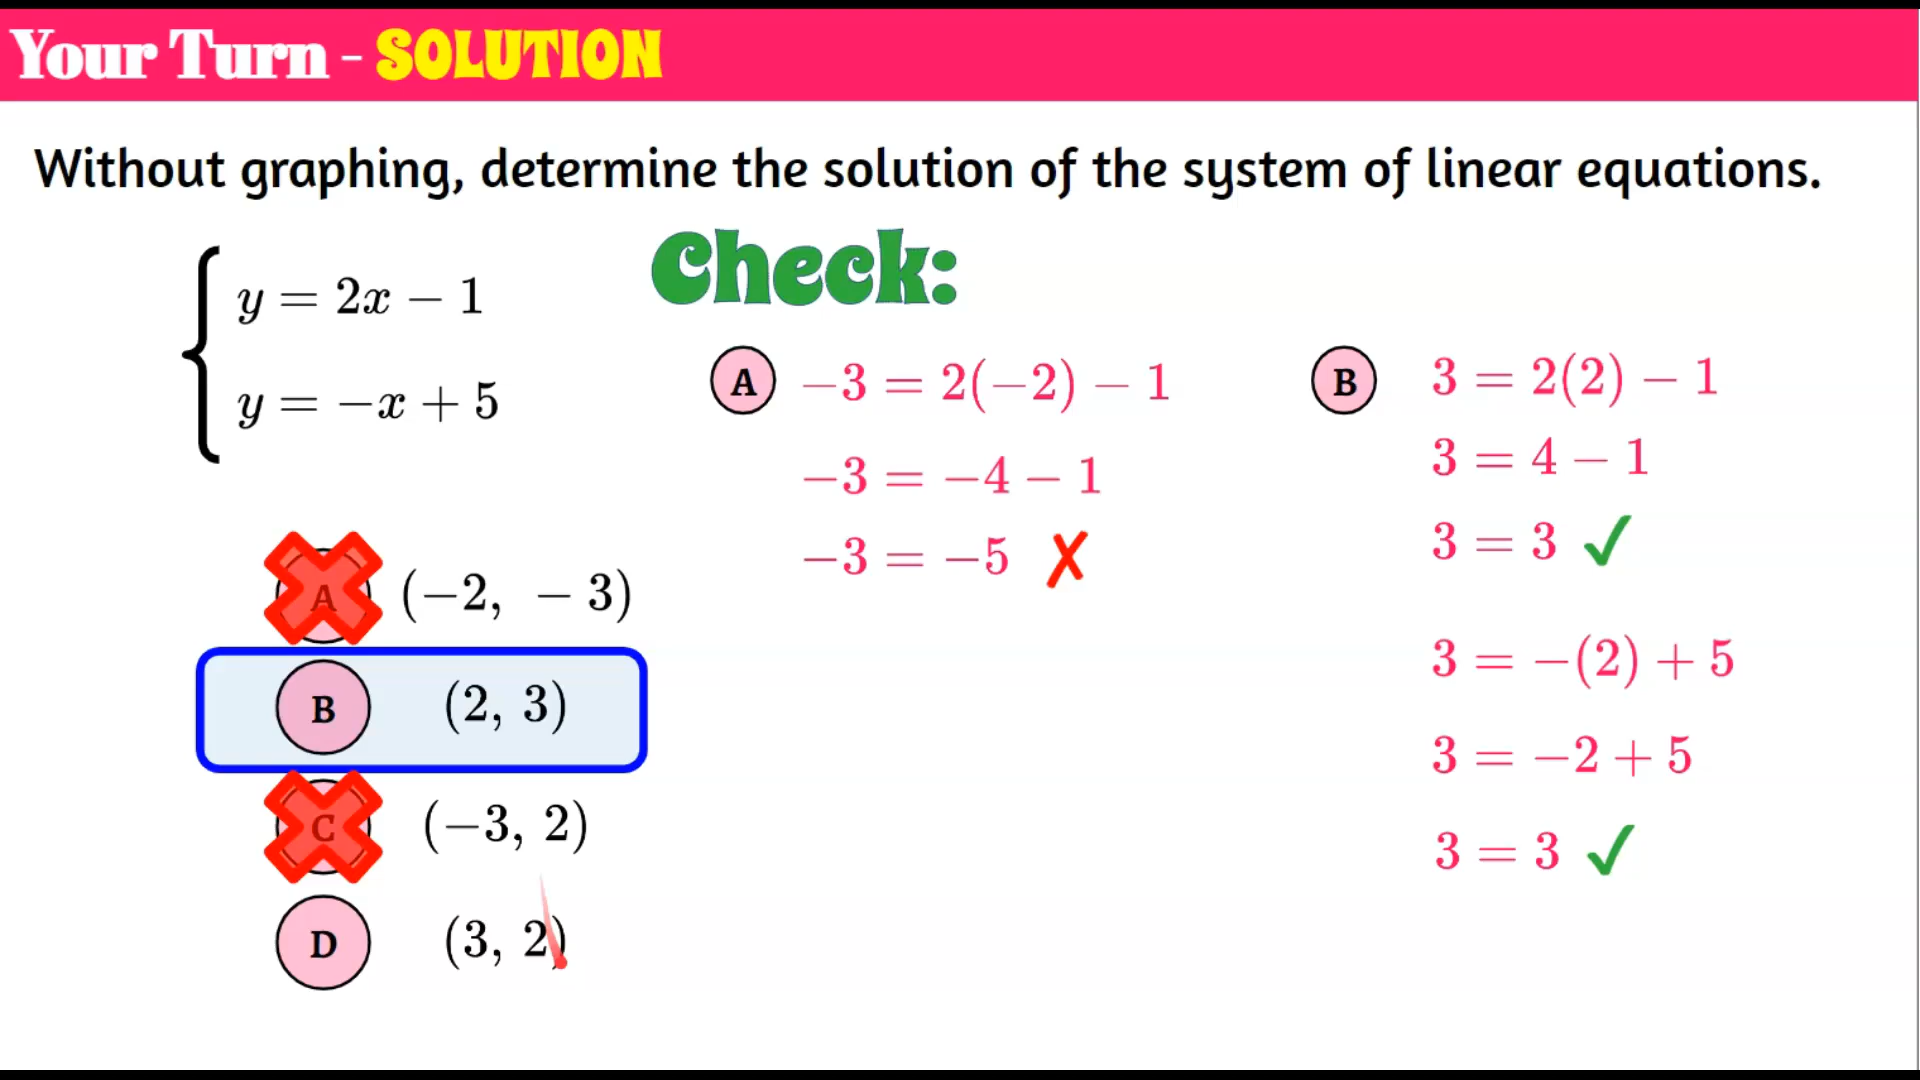 Your Turn - SOLUTION
Without graphing, determine the solution of the system of linear equations.
y = 2x − 1
y = −x + 5
A (−2, − 3)
B (2, 3)
C (−3, 2)
D (3, 2)
Check:
A −3 = 2(−2) − 1
−3 = −4 − 1
−3 = −5 ✗
B 3 = 2(2) − 1
3 = 4 − 1
3 = 3 ✓
3 = −(2) + 5
3 = −2 + 5
3 = 3 ✓